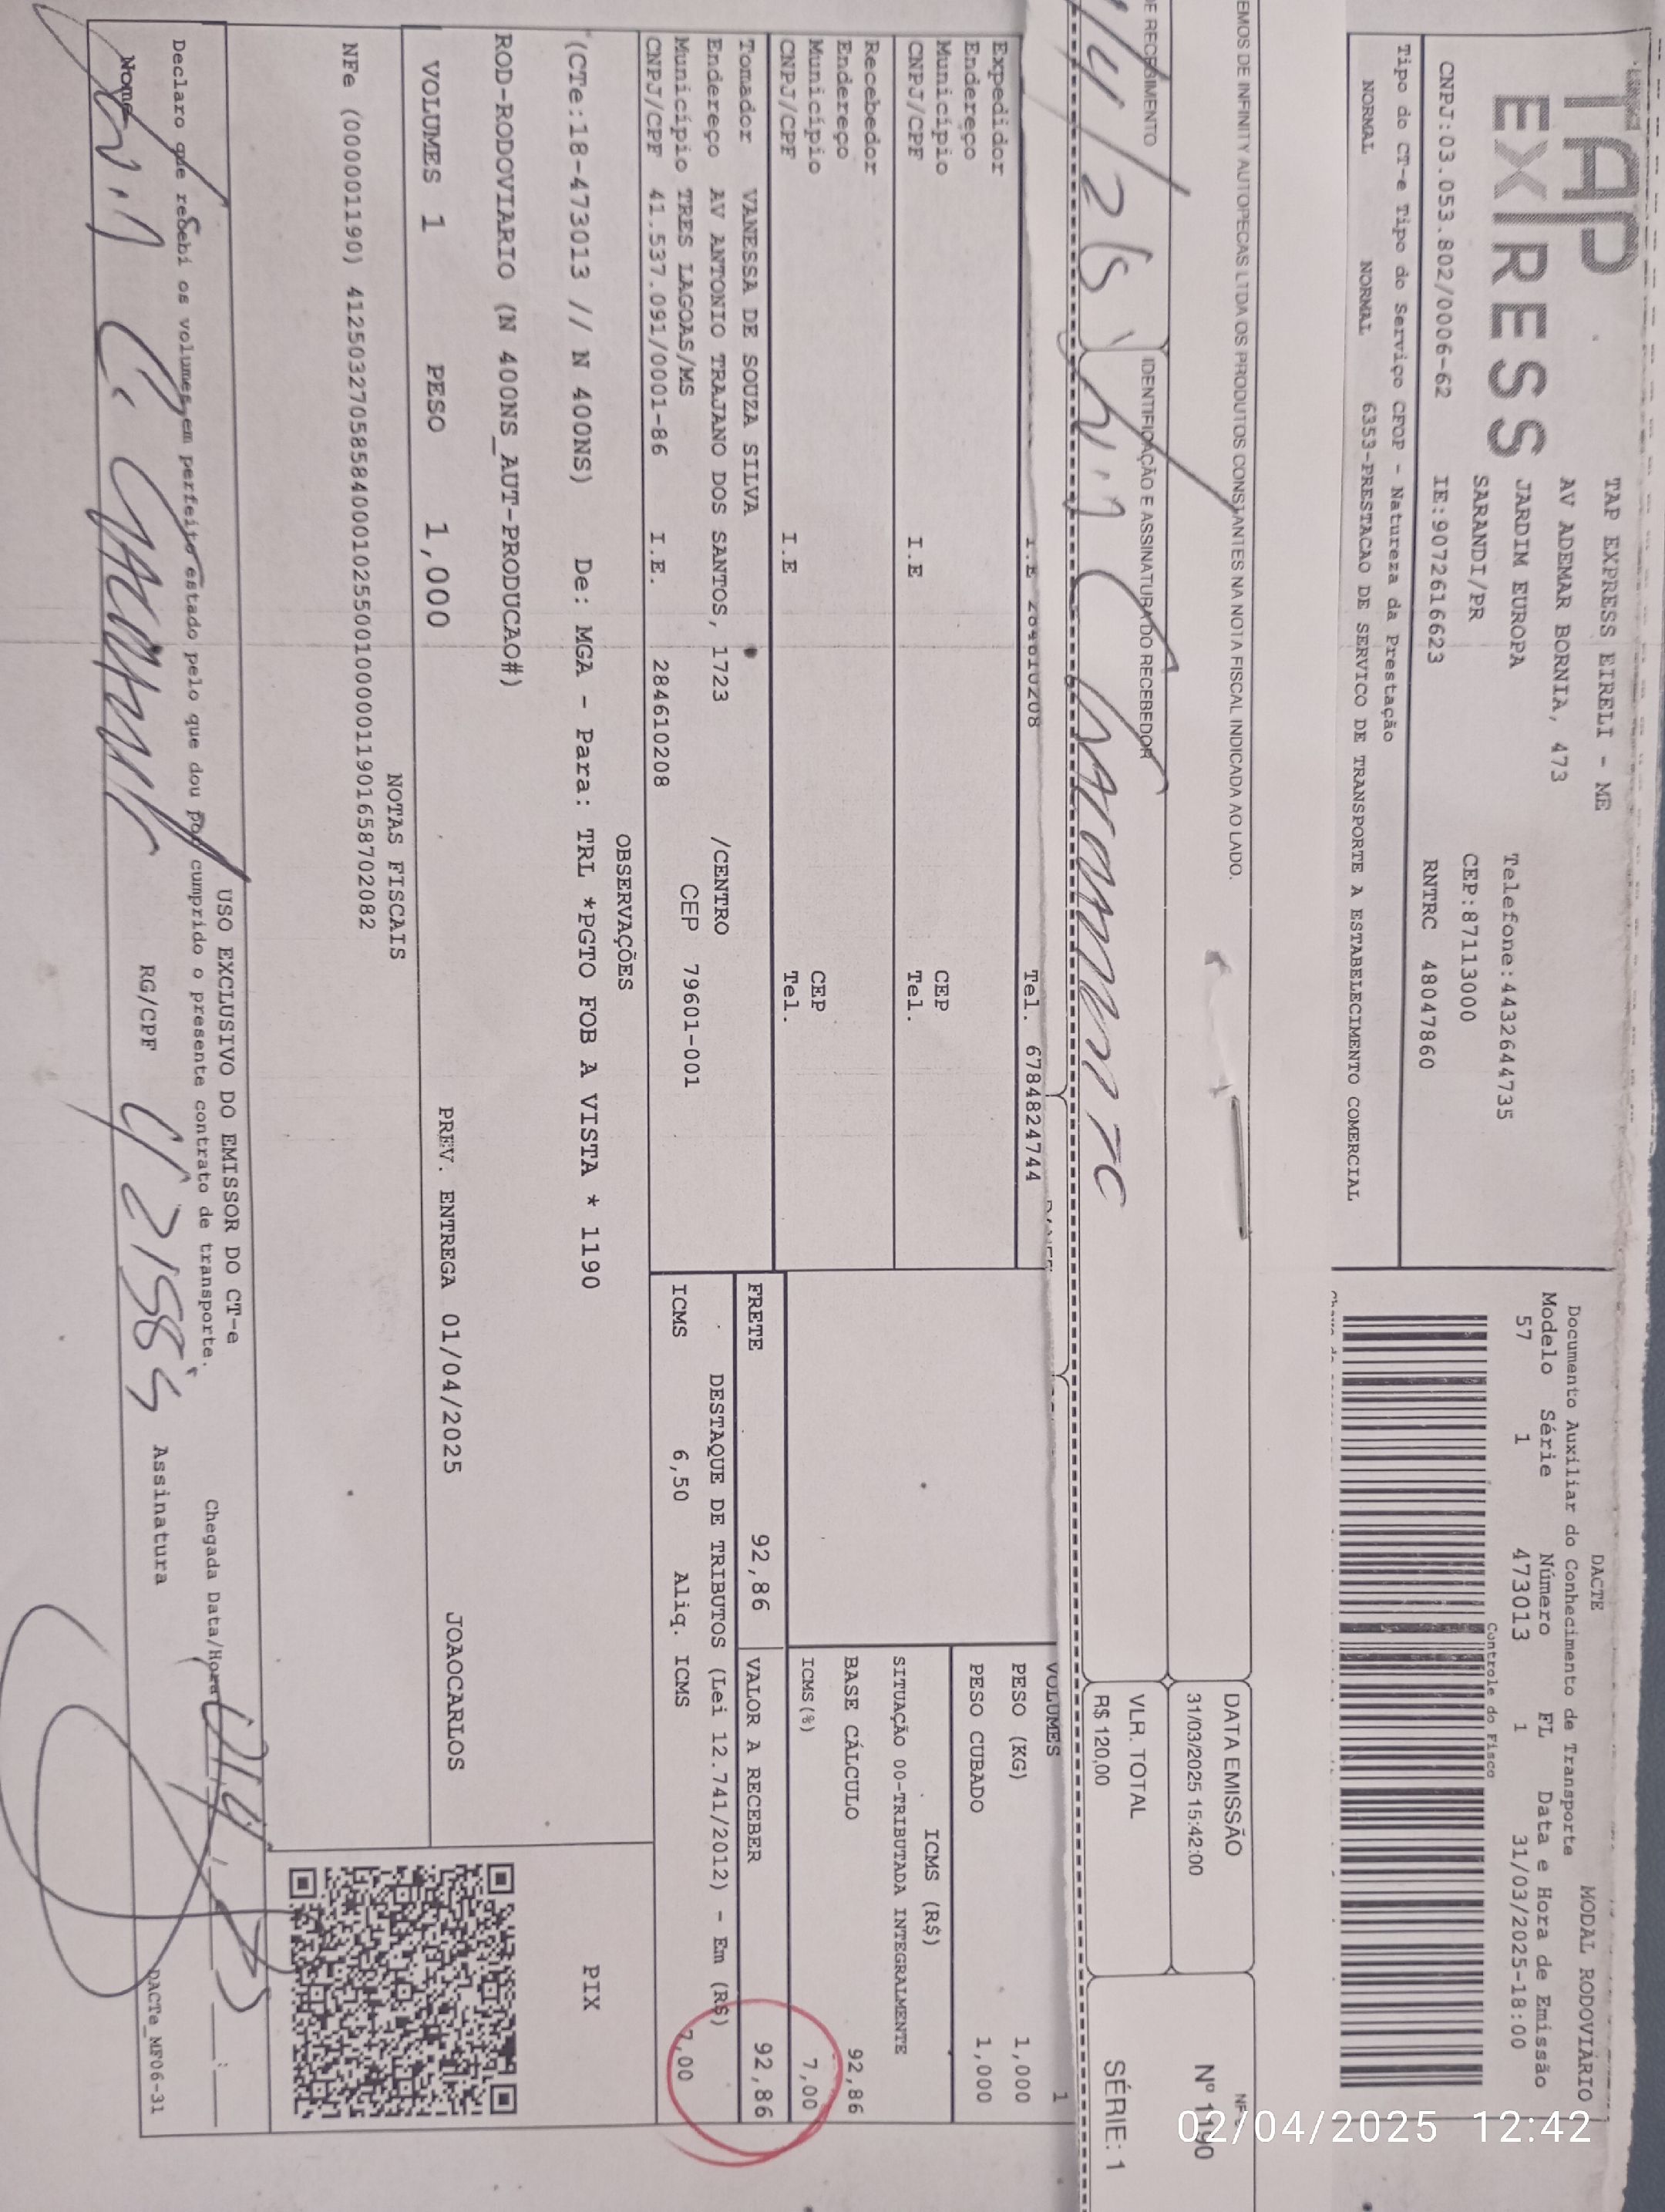 TAP
EXPRESS
TAP EXPRESS EIRELI - ME
AV ADEMAR BORNIA, 473
JARDIM EUROPA
Telefone:4432644735
SARANDI/PR
CEP:87113000
CNPJ:03.053.802/0006-62
IE:9072616623
RNTRC 48047860
Tipo do CT-e Tipo do Serviço CFOP - Natureza da Prestação
NORMAL NORMAL 6353-PRESTACAO DE SERVICO DE TRANSPORTE A ESTABELECIMENTO COMERCIAL
DACTE
MODAL RODOVIÁRIO
Documento Auxiliar do Conhecimento de Transporte
Modelo Série Número FL Data e Hora de Emissão
57 1 473013 1 31/03/2025-18:00
Controle do Fisco
EMOS DE INFINITY AUTOPECAS LTDA OS PRODUTOS CONSTANTES NA NOTA FISCAL INDICADA AO LADO.
DATA EMISSÃO
31/03/2025 15:42:00
VLR. TOTAL
R$ 120,00
Nº 1190
SÉRIE: 1
DE RECEBIMENTO
IDENTIFICAÇÃO E ASSINATURA DO RECEBEDOR
I.E 284610208
Tel. 6784824744
VOLUMES 1
Expedidor
Endereço
Município CEP
CNPJ/CPF I.E Tel.
Recebedor
Endereço
Município CEP
CNPJ/CPF I.E Tel.
PESO (KG) 1,000
PESO CUBADO 1,000
ICMS (R$)
SITUAÇÃO 00-TRIBUTADA INTEGRALMENTE
BASE CÁLCULO 92,86
ICMS(%) 7,00
Tomador VANESSA DE SOUZA SILVA
Endereço AV ANTONIO TRAJANO DOS SANTOS, 1723 /CENTRO
Município TRES LAGOAS/MS CEP 79601-001
CNPJ/CPF 41.537.091/0001-86 I.E. 284610208
FRETE 92,86 VALOR A RECEBER 92,86
DESTAQUE DE TRIBUTOS (Lei 12.741/2012) - Em (R$)
ICMS 6,50 Aliq. ICMS 7,00
OBSERVAÇÕES
(CTe:18-473013 // N 400NS) De: MGA - Para: TRL *PGTO FOB A VISTA * 1190
PIX
ROD-RODOVIARIO (N 400NS_AUT-PRODUCAO#)
VOLUMES 1 PESO 1,000 PREV. ENTREGA 01/04/2025 JOAOCARLOS
NOTAS FISCAIS
NFe (000001190) 41250327058584000102550010000011901658702082
USO EXCLUSIVO DO EMISSOR DO CT-e
Declaro que recebi os volumes em perfeito estado pelo que dou por cumprido o presente contrato de transporte.
Chegada Data/Hora
Nome RG/CPF Assinatura
DACTe_MF06-31
02/04/2025 12:42